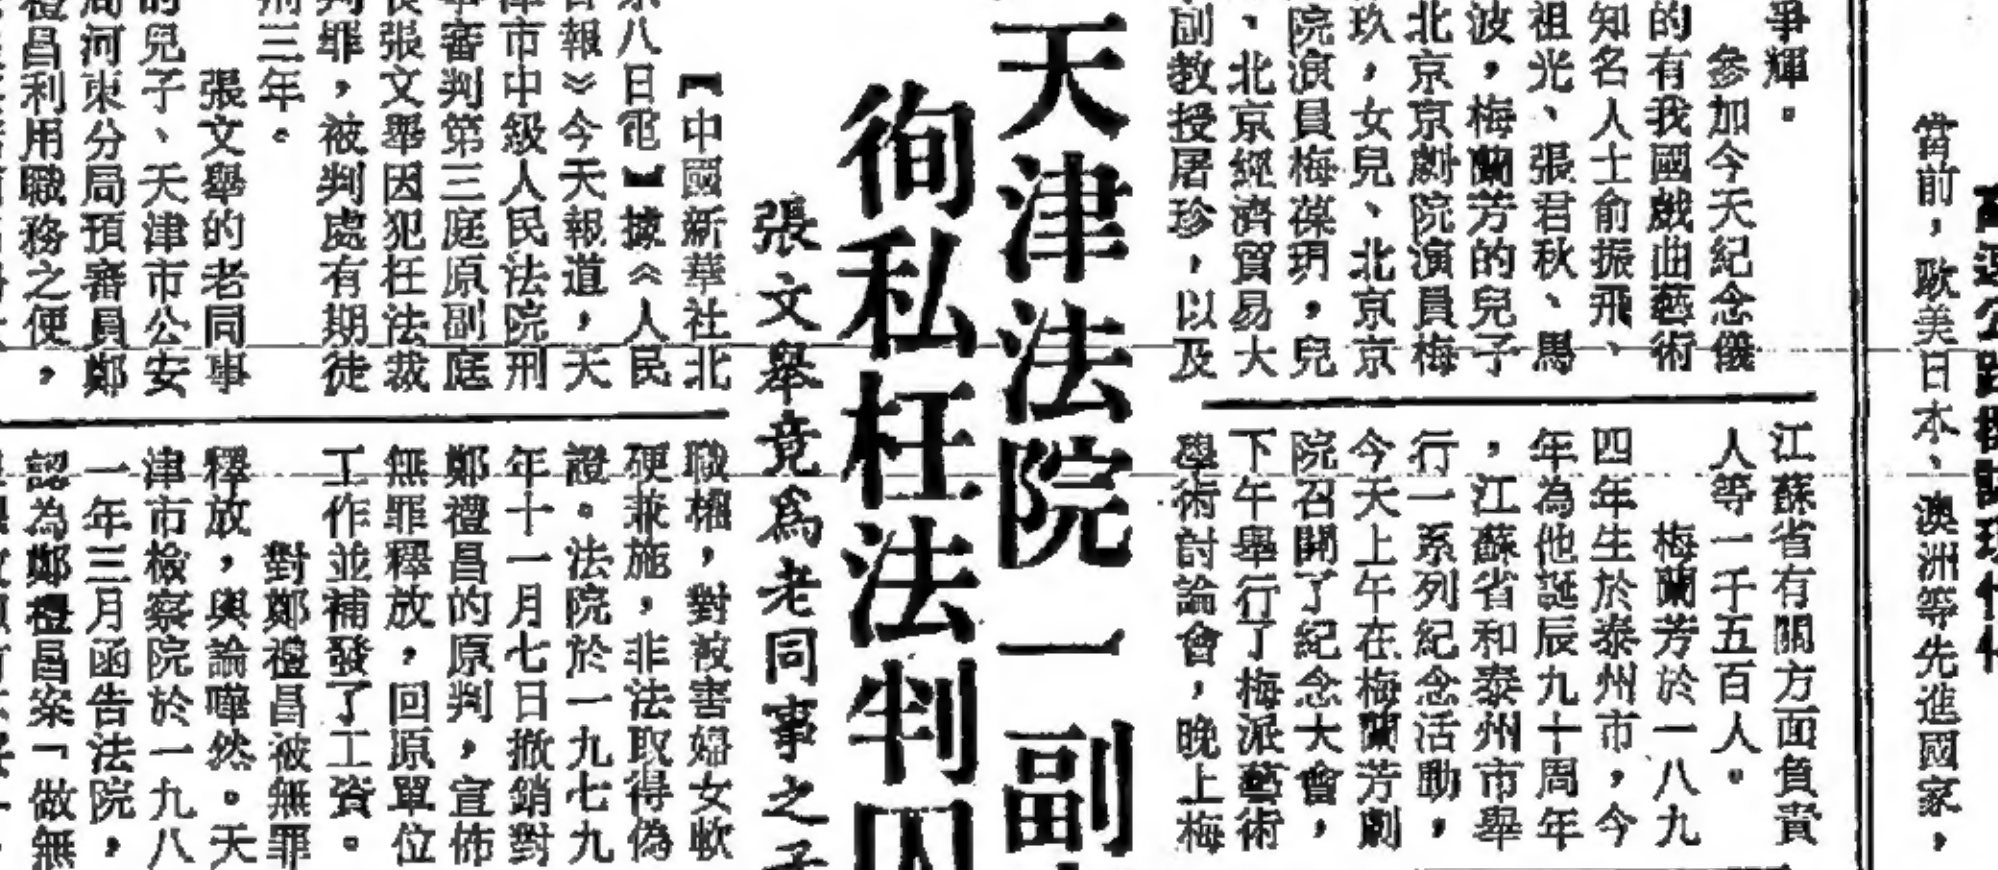 當前，歐美日本、澳洲等先進國家，
爭輝。
參加今天紀念儀
的有我國戲曲藝術
知名人士俞振飛、
祖光、張君秋、馬
波，梅蘭芳的兒子
北京京劇院演員梅
玖，女兒、北京京
院演員梅葆玥，兒
、北京經濟貿易大
副教授屠珍，以及
江蘇省有關方面負責
人等一千五百人。
梅蘭芳於一八九
四年生於泰州市，今
年為他誕辰九十周年
，江蘇省和泰州市舉
行一系列紀念活動，
今天上午在梅蘭芳劇
院召開了紀念大會，
下午舉行了梅派藝術
學術討論會，晚上梅
天津法院一副
徇私枉法判囚
張文舉竟為老同事之子
【中國新華社北
京八日電】據《人民
日報》今天報道，天
津市中級人民法院刑
事審判第三庭原副庭
長張文舉因犯枉法裁
判罪，被判處有期徒
刑三年。
張文舉的老同事
的兒子、天津市公安
局河東分局預審員鄭
禮昌利用職務之便，
職權，對被害婦女軟
硬兼施，非法取得偽
證。法院於一九七九
年十一月七日撤銷對
鄭禮昌的原判，宣佈
無罪釋放，回原單位
工作並補發了工資。
對鄭禮昌被無罪
釋放，輿論嘩然。天
津市檢察院於一九八
一年三月函告法院，
認為鄭禮昌案「做無